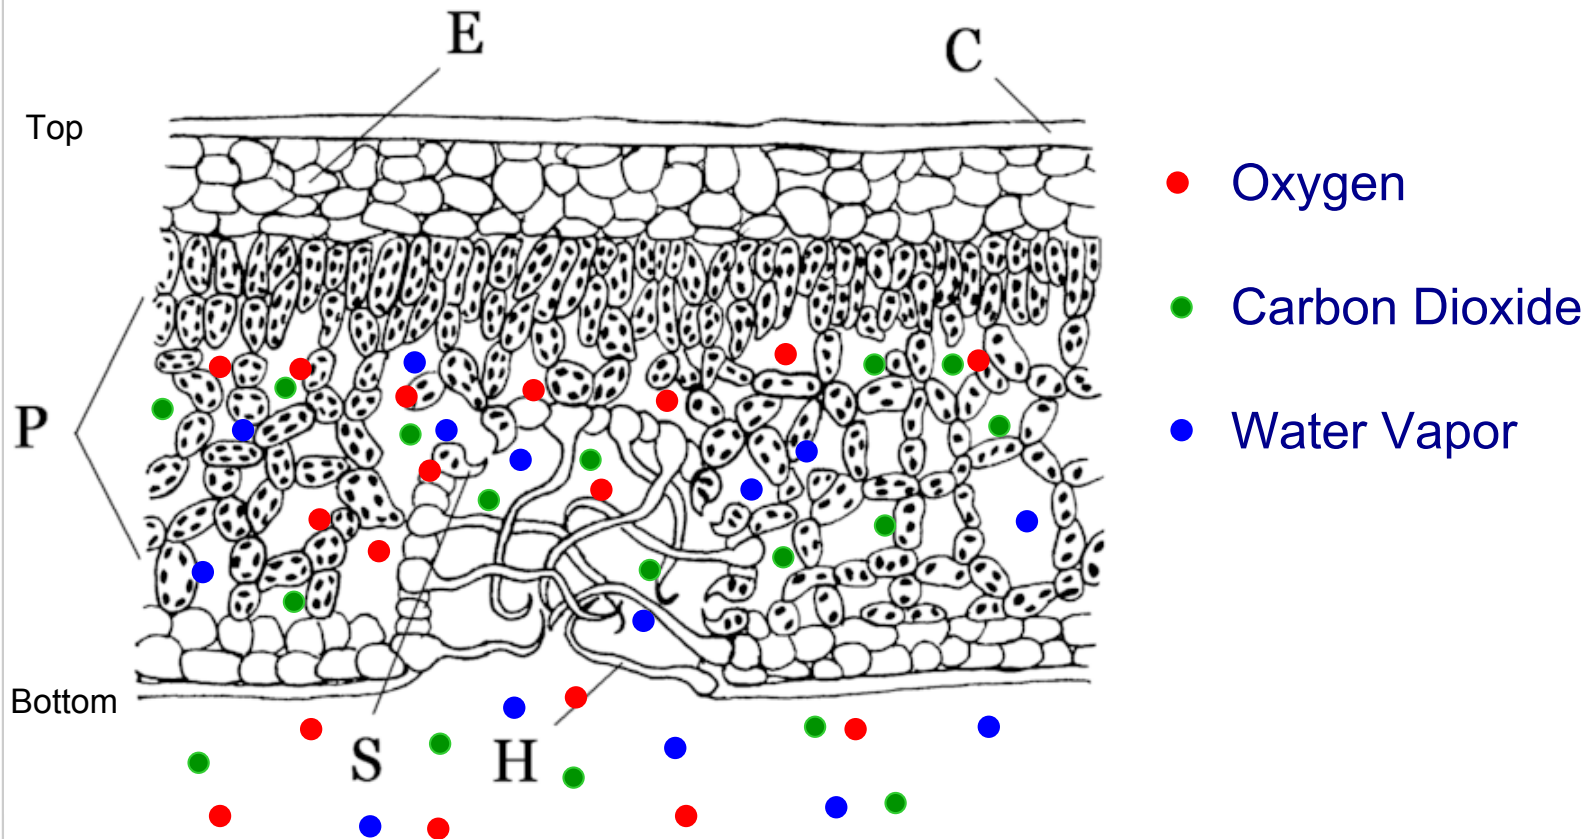 E
C
Top
Oxygen
Carbon Dioxide
P
Water Vapor
Bottom
S
H